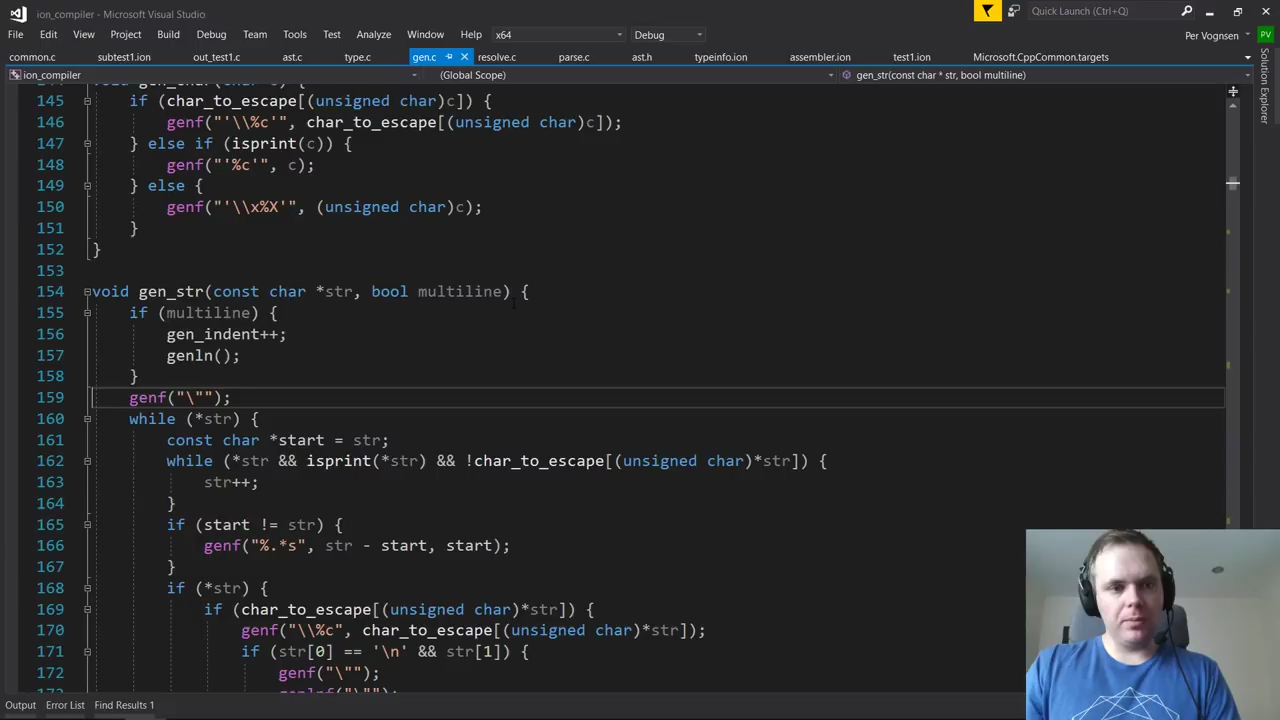 ion_compiler - Microsoft Visual Studio
Quick Launch (Ctrl+Q)
File Edit View Project Build Debug Team Tools Test Analyze Window Help x64 Debug
Per Vognsen PV
common.c subtest1.ion out_test1.c ast.c type.c gen.c resolve.c parse.c ast.h typeinfo.ion assembler.ion test1.ion Microsoft.CppCommon.targets
ion_compiler (Global Scope) gen_str(const char * str, bool multiline)
Solution Explorer
145 if (char_to_escape[(unsigned char)c]) {
146 genf("'\\%c'", char_to_escape[(unsigned char)c]);
147 } else if (isprint(c)) {
148 genf("'%c'", c);
149 } else {
150 genf("'\\x%X'", (unsigned char)c);
151 }
152 }
153
154 void gen_str(const char *str, bool multiline) {
155 if (multiline) {
156 gen_indent++;
157 genln();
158 }
159 genf("\"");
160 while (*str) {
161 const char *start = str;
162 while (*str && isprint(*str) && !char_to_escape[(unsigned char)*str]) {
163 str++;
164 }
165 if (start != str) {
166 genf("%.*s", str - start, start);
167 }
168 if (*str) {
169 if (char_to_escape[(unsigned char)*str]) {
170 genf("\\%c", char_to_escape[(unsigned char)*str]);
171 if (str[0] == '\n' && str[1]) {
172 genf("\"");
Output Error List Find Results 1